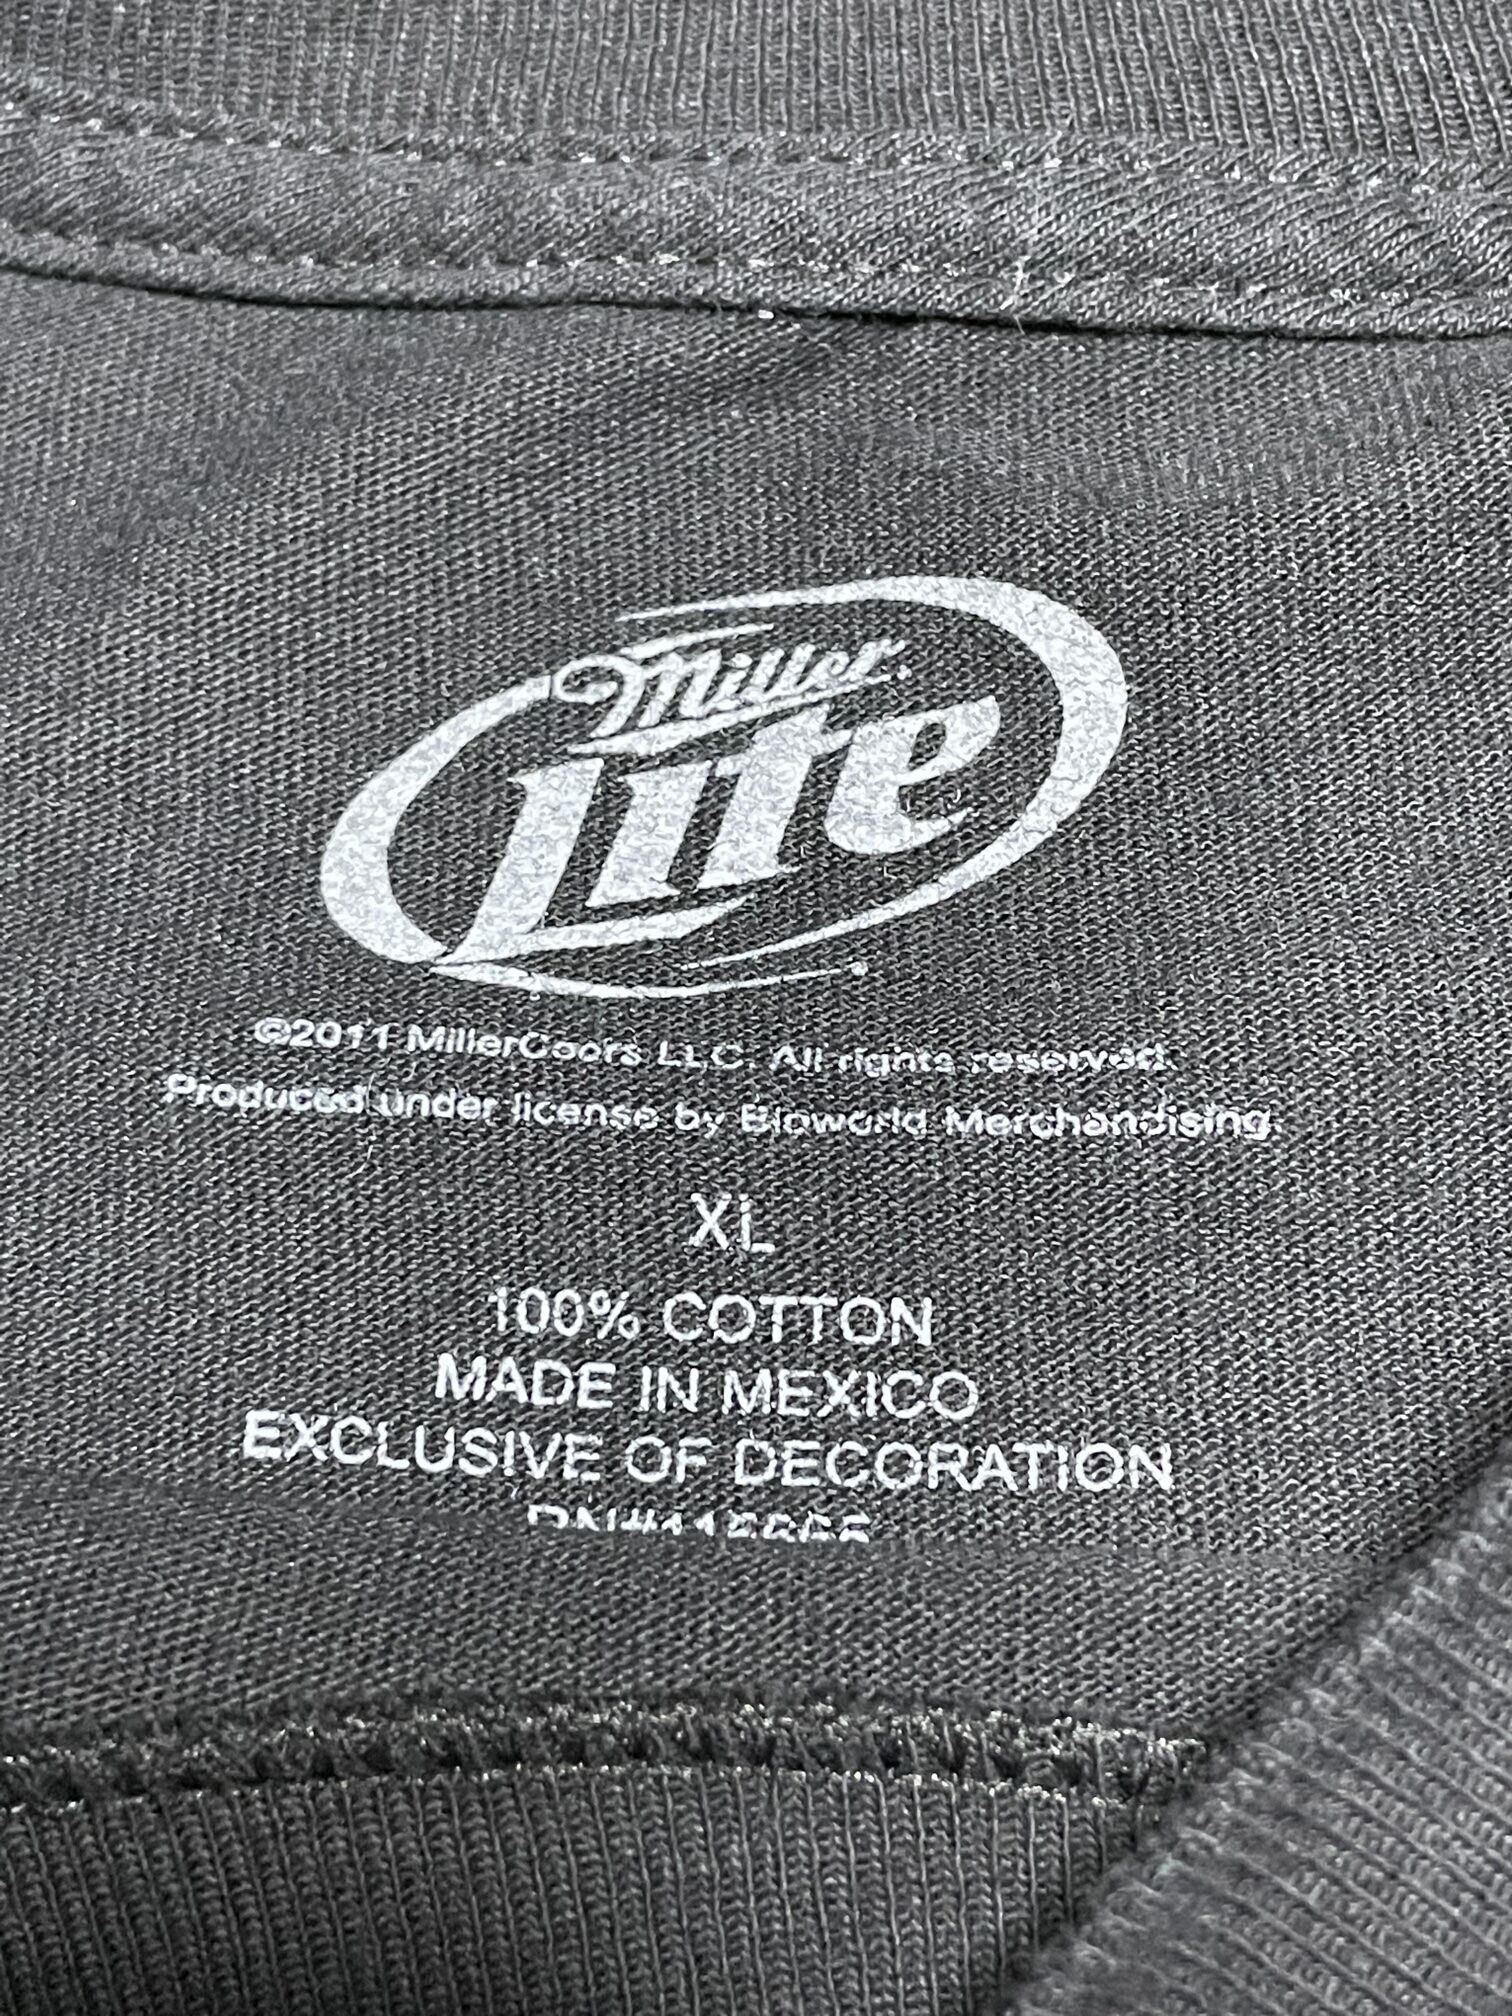 Miller
Lite
©2011 MillerCoors LLC. All rights reserved.
Produced under license by Bioworld Merchandising.
XL
100% COTTON
MADE IN MEXICO
EXCLUSIVE OF DECORATION